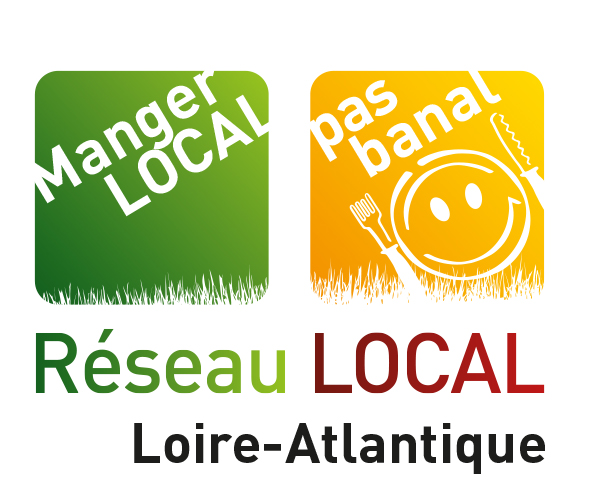 Manger
LOCAL
pas
banal
Réseau LOCAL
Loire-Atlantique